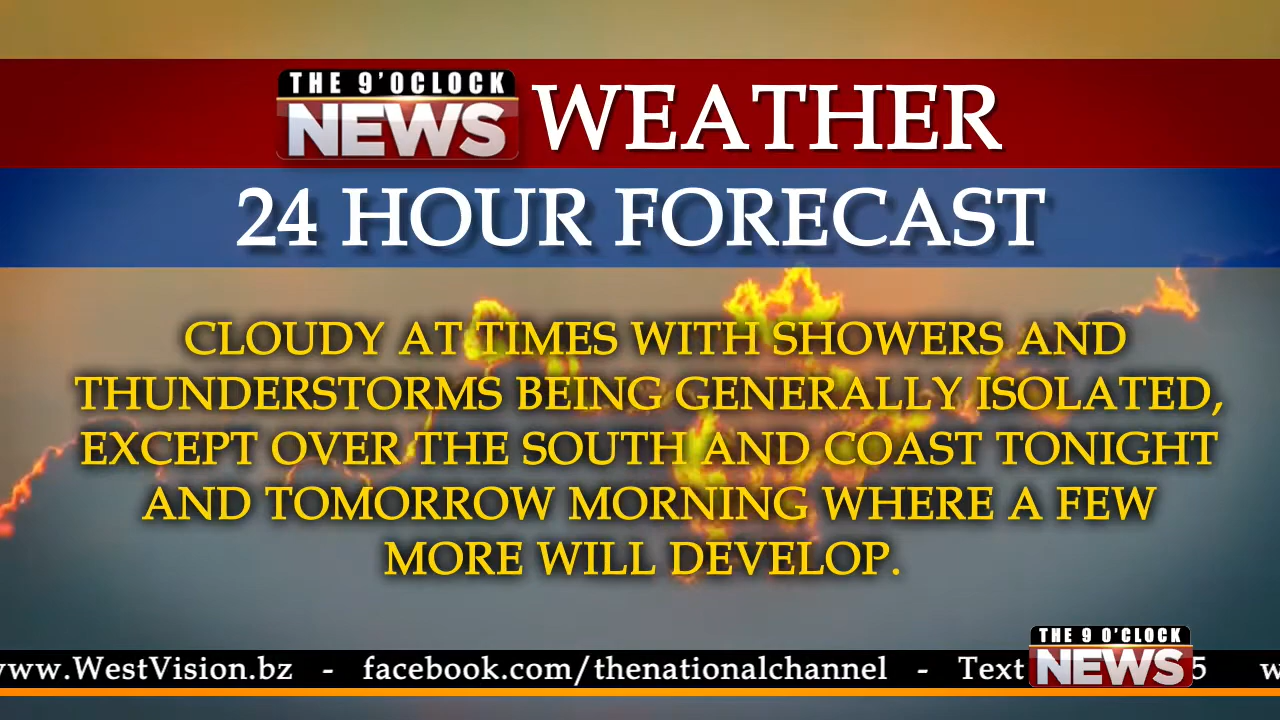 THE 9'OCLOCK
NEWS WEATHER
24 HOUR FORECAST
CLOUDY AT TIMES WITH SHOWERS AND
THUNDERSTORMS BEING GENERALLY ISOLATED,
EXCEPT OVER THE SOUTH AND COAST TONIGHT
AND TOMORROW MORNING WHERE A FEW
MORE WILL DEVELOP.
THE 9 O'CLOCK
NEWS
www.WestVision.bz - facebook.com/thenationalchannel - Text 5